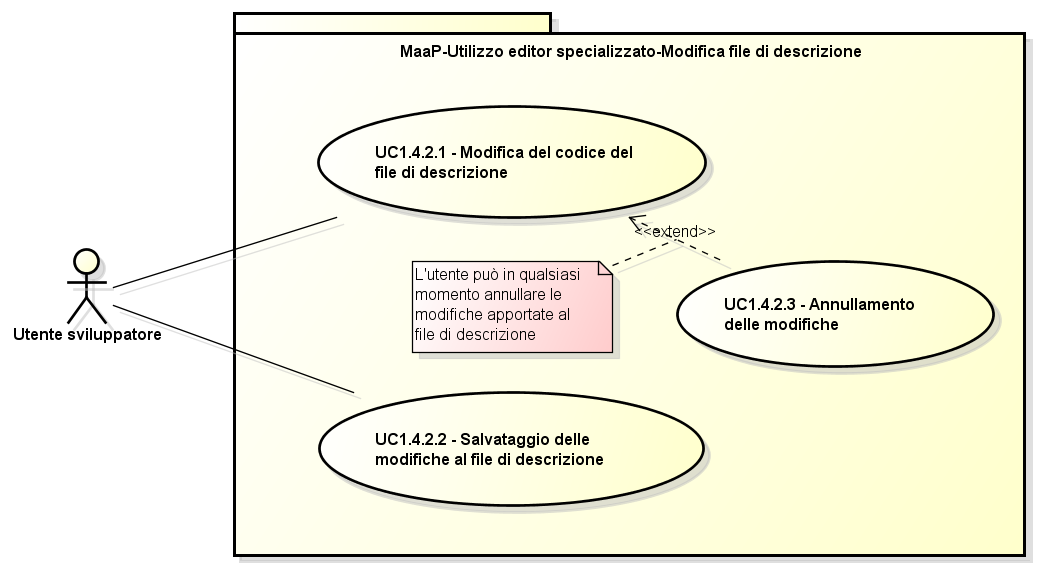 MaaP-Utilizzo editor specializzato-Modifica file di descrizione
UC1.4.2.1 - Modifica del codice del
file di descrizione
<<extend>>
L'utente può in qualsiasi
momento annullare le
modifiche apportate al
file di descrizione
UC1.4.2.3 - Annullamento
delle modifiche
Utente sviluppatore
UC1.4.2.2 - Salvataggio delle
modifiche al file di descrizione